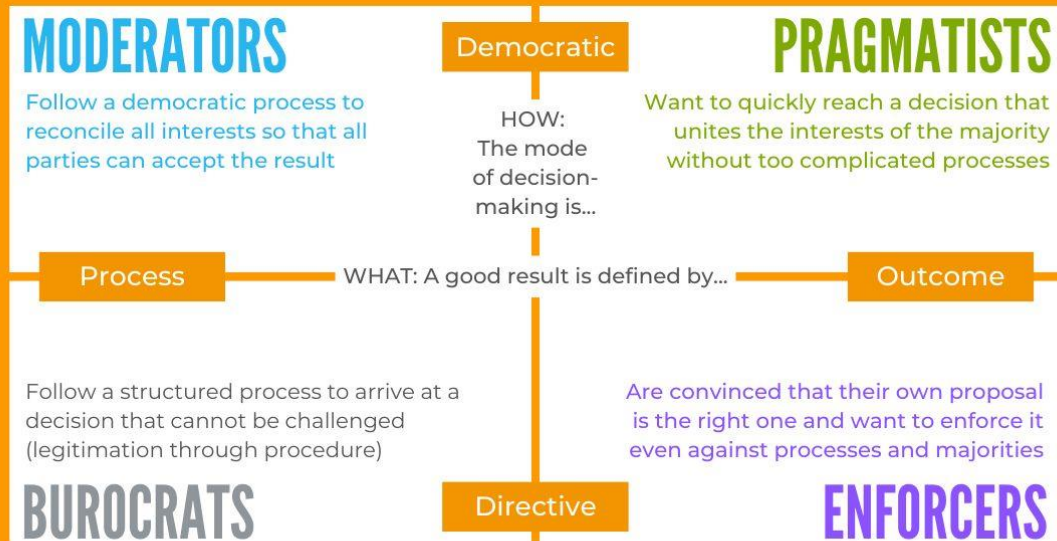 MODERATORS
Follow a democratic process to
reconcile all interests so that all
parties can accept the result
Democratic
HOW:
The mode
of decision-
making is...
PRAGMATISTS
Want to quickly reach a decision that
unites the interests of the majority
without too complicated processes
Process
WHAT: A good result is defined by...
Outcome
Follow a structured process to arrive at a
decision that cannot be challenged
(legitimation through procedure)
BUROCRATS
Directive
Are convinced that their own proposal
is the right one and want to enforce it
even against processes and majorities
ENFORCERS